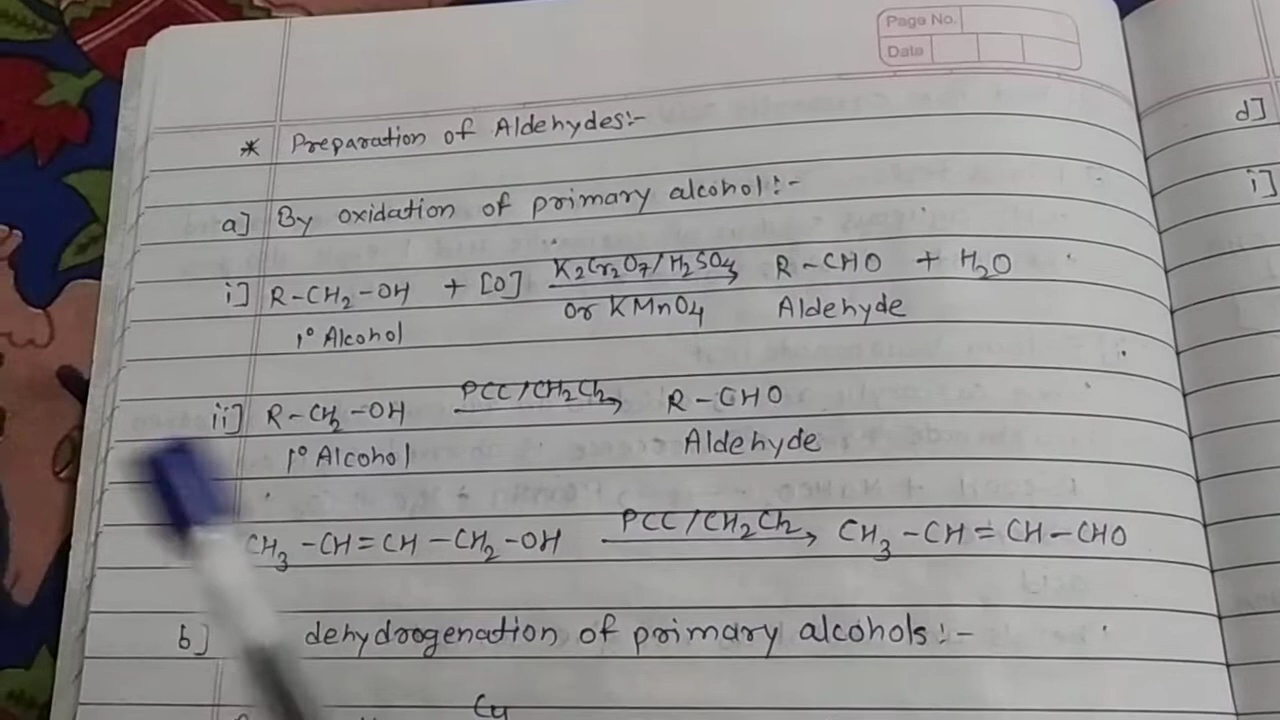 Page No.
Date
* Preparation of Aldehydes:-
a] By oxidation of primary alcohol:-
i] R-CH₂-OH + [O] K₂Cr₂O₇/H₂SO₄ or KMnO₄ → R-CHO + H₂O
1° Alcohol Aldehyde
ii] R-CH₂-OH PCC/CH₂Cl₂ → R-CHO
1° Alcohol Aldehyde
CH₃-CH=CH-CH₂-OH PCC/CH₂Cl₂ → CH₃-CH=CH-CHO
b] dehydrogenation of primary alcohols:-
Cu
d]
i]